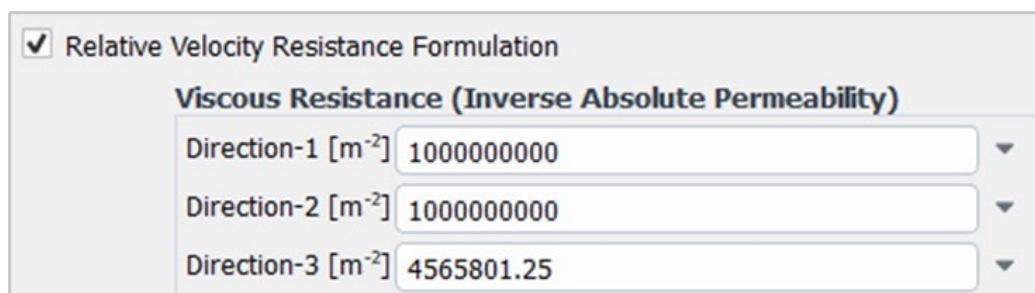 Relative Velocity Resistance Formulation
Viscous Resistance (Inverse Absolute Permeability)
Direction-1 [m⁻²] 1000000000
Direction-2 [m⁻²] 1000000000
Direction-3 [m⁻²] 4565801.25